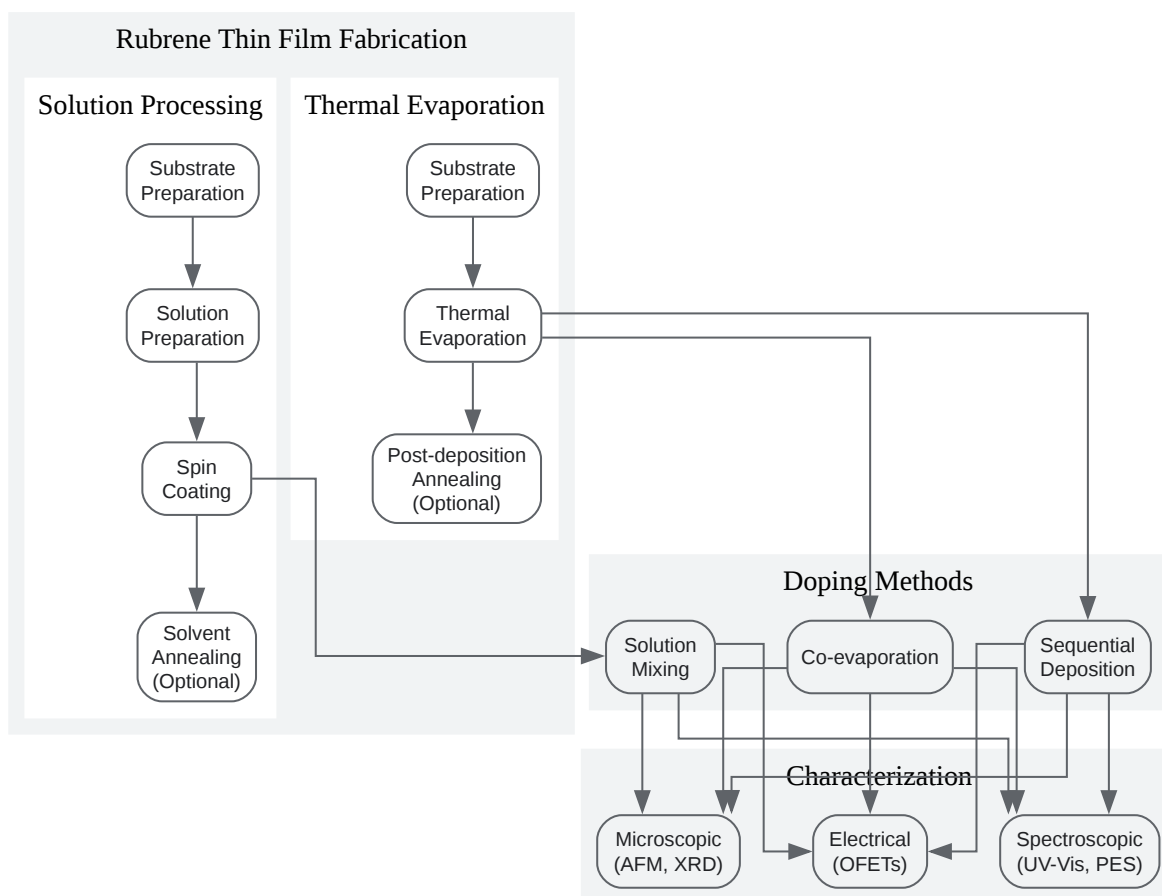 Rubrene Thin Film Fabrication
Solution Processing
Substrate
Preparation
Solution
Preparation
Spin
Coating
Solvent
Annealing
(Optional)
Thermal Evaporation
Substrate
Preparation
Thermal
Evaporation
Post-deposition
Annealing
(Optional)
Doping Methods
Solution
Mixing
Co-evaporation
Sequential
Deposition
Characterization
Microscopic
(AFM, XRD)
Electrical
(OFETs)
Spectroscopic
(UV-Vis, PES)